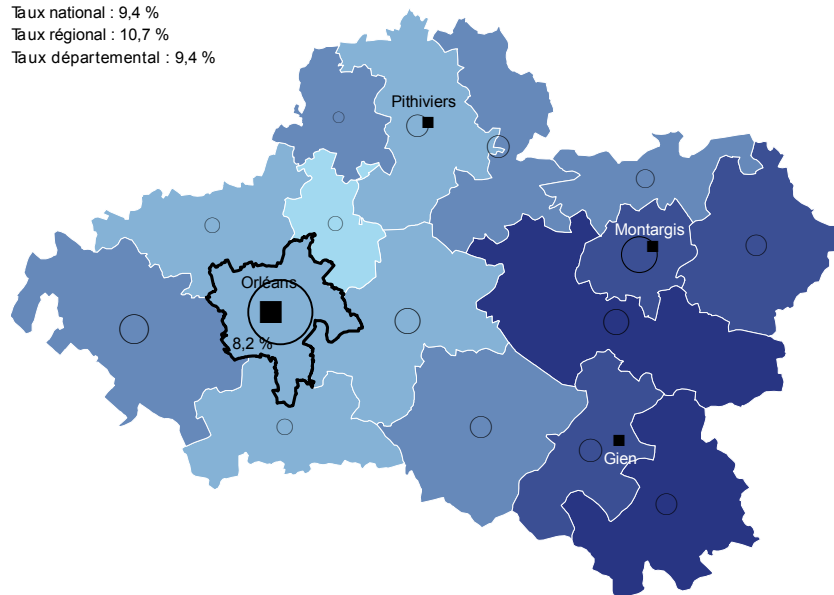 Taux national : 9,4 %
Taux régional : 10,7 %
Taux départemental : 9,4 %
Pithiviers
Montargis
Orléans
8,2 %
Gien